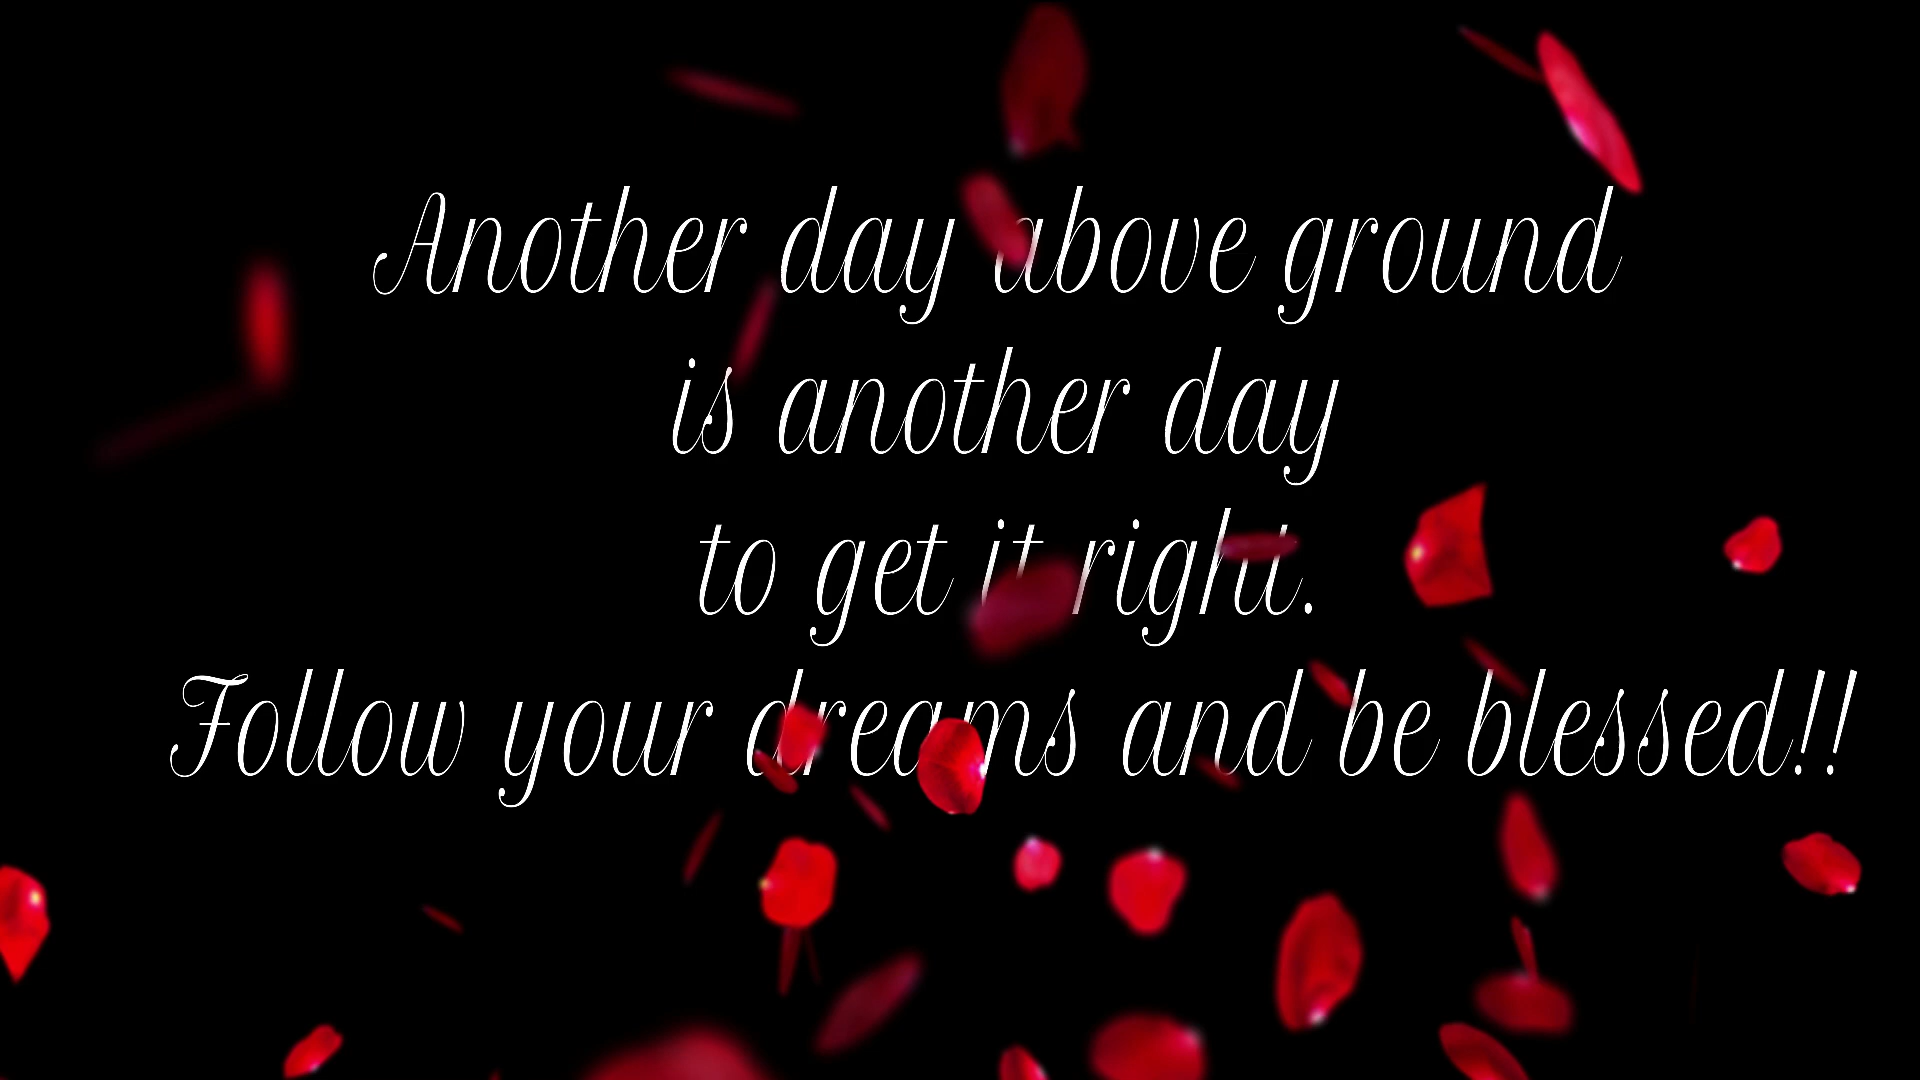 Another day above ground
is another day
to get it right.
Follow your dreams and be blessed!!